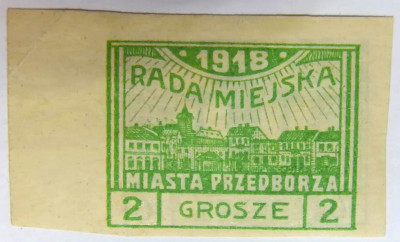 · 1918 ·
RADA MIEJSKA
MIASTA PRZEDBORZA
2 GROSZE 2